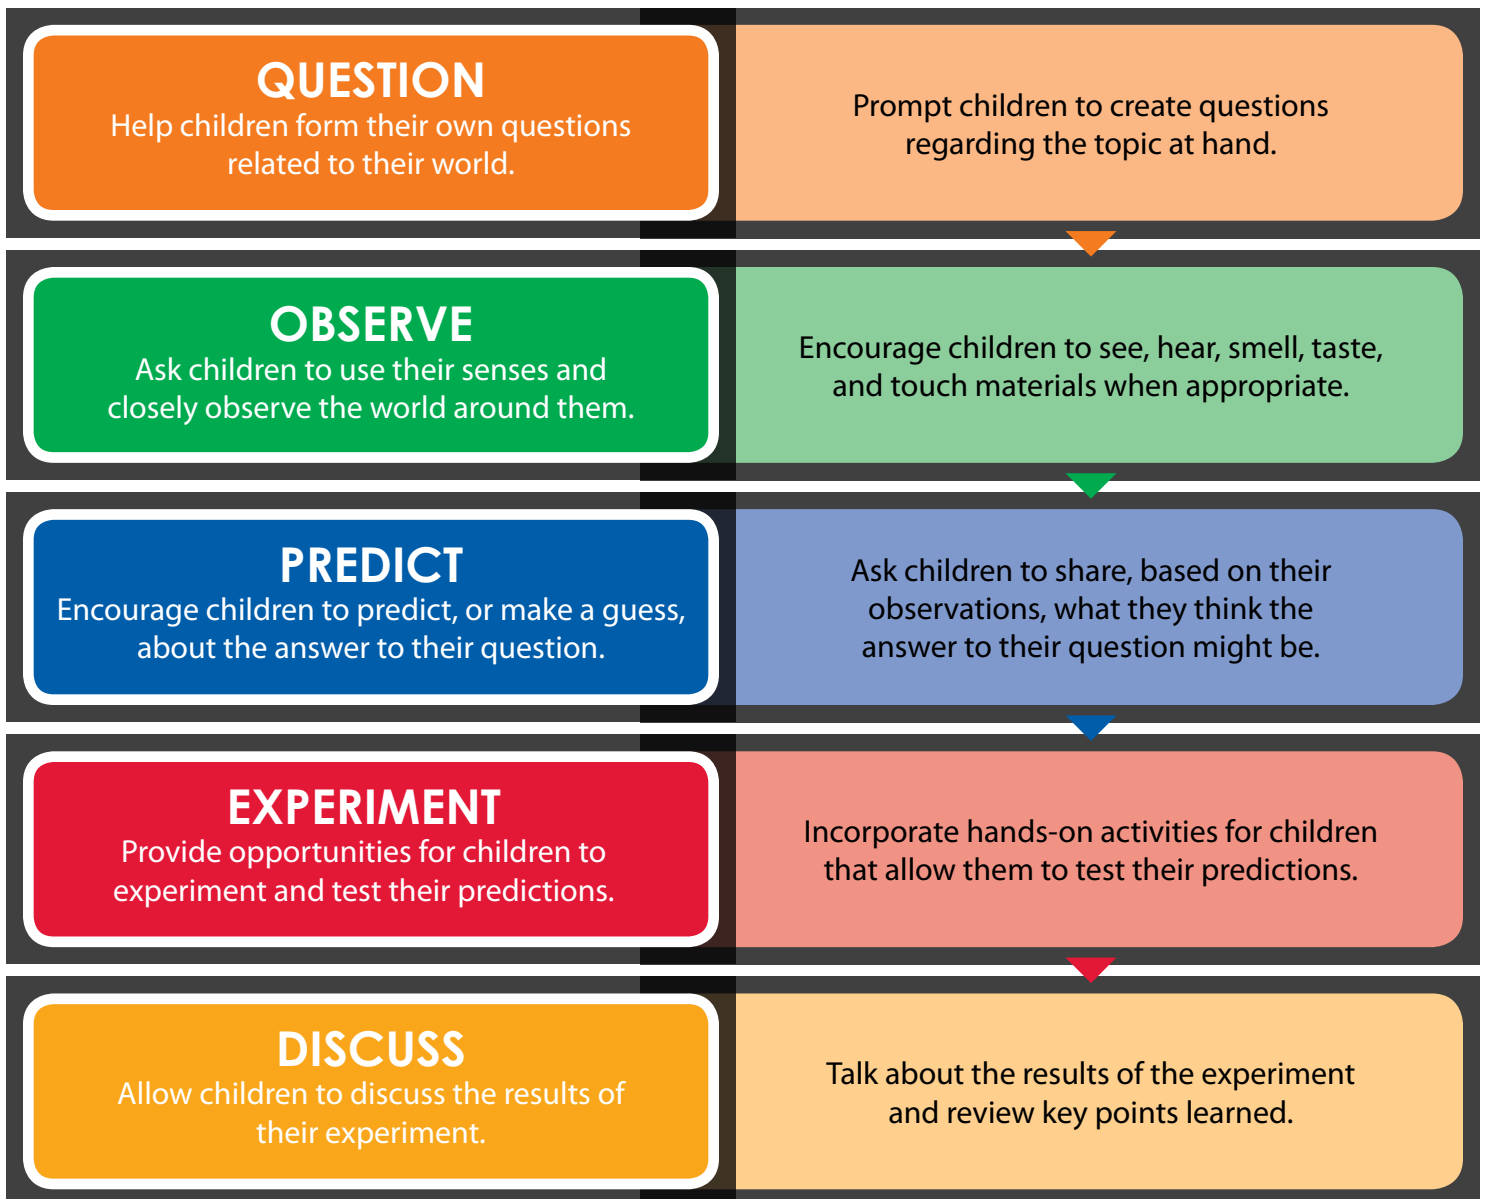 QUESTION
Help children form their own questions
related to their world.
Prompt children to create questions
regarding the topic at hand.
OBSERVE
Ask children to use their senses and
closely observe the world around them.
Encourage children to see, hear, smell, taste,
and touch materials when appropriate.
PREDICT
Encourage children to predict, or make a guess,
about the answer to their question.
Ask children to share, based on their
observations, what they think the
answer to their question might be.
EXPERIMENT
Provide opportunities for children to
experiment and test their predictions.
Incorporate hands-on activities for children
that allow them to test their predictions.
DISCUSS
Allow children to discuss the results of
their experiment.
Talk about the results of the experiment
and review key points learned.